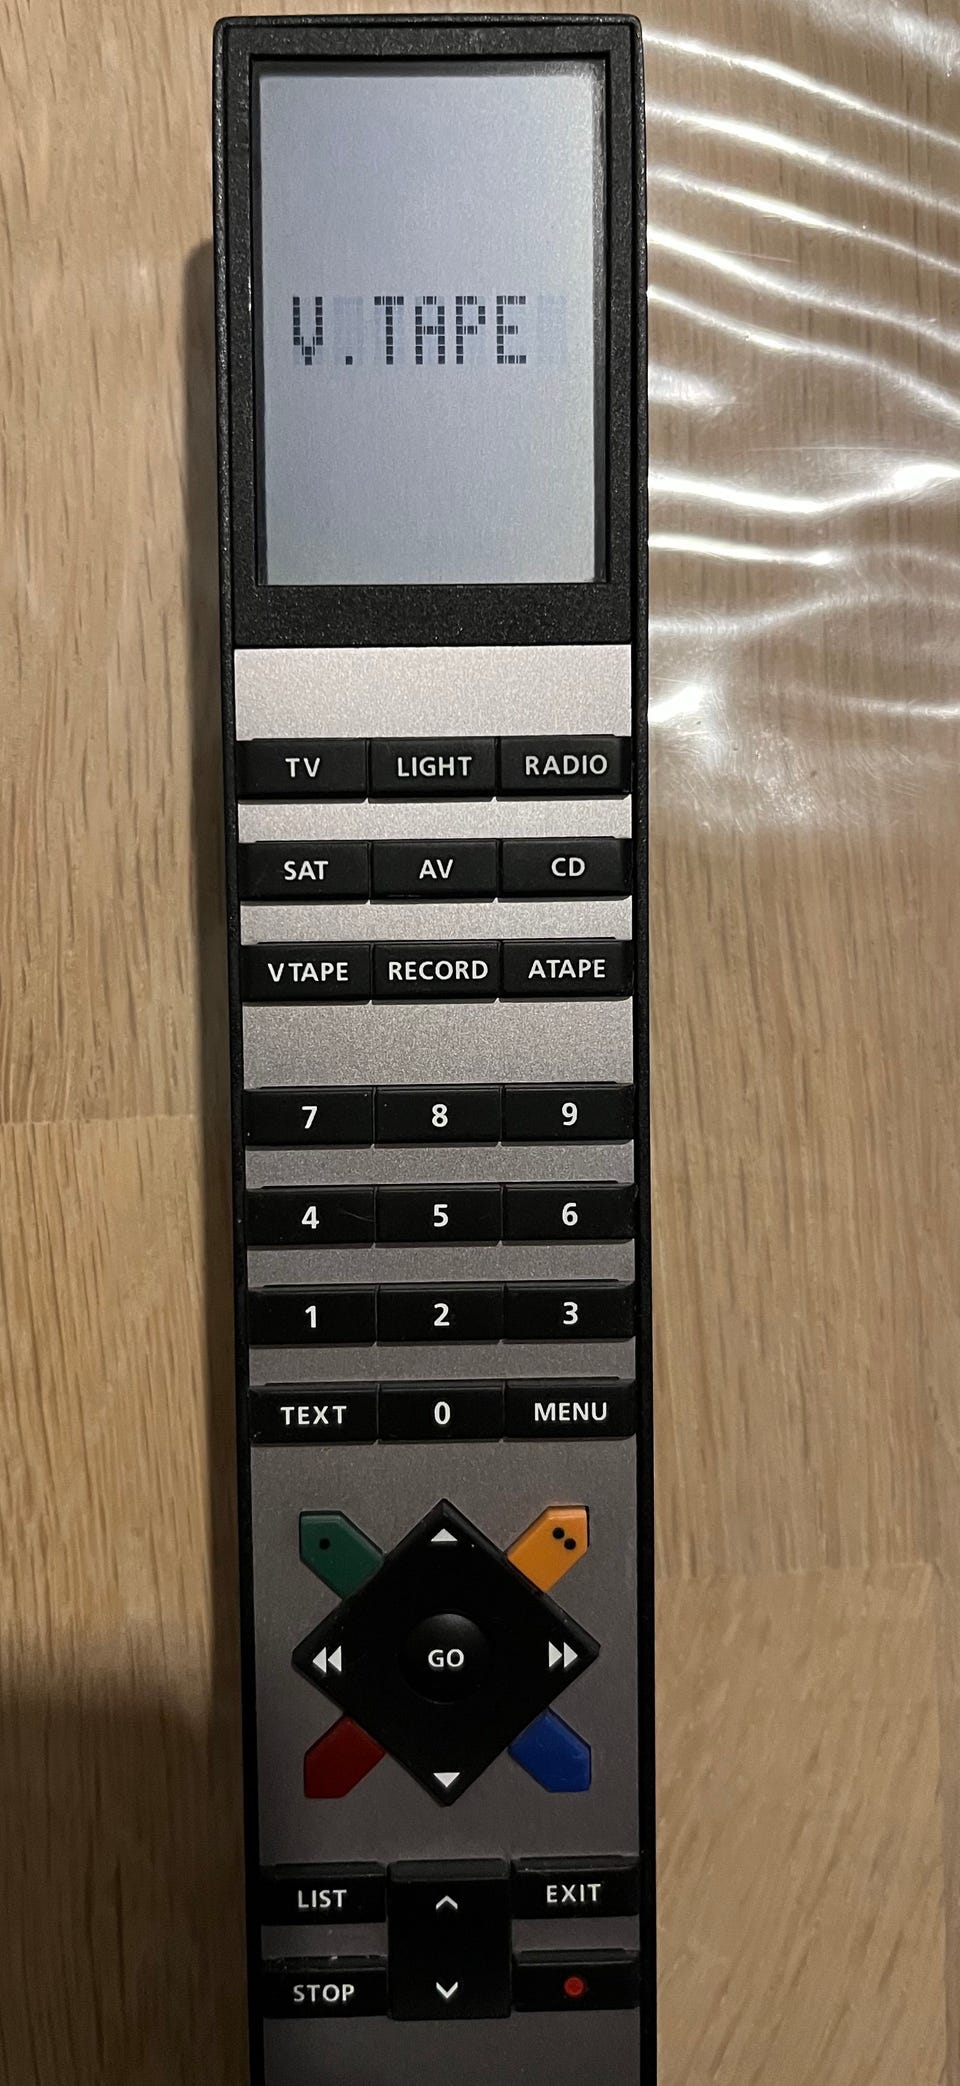 V.TAPE
TV LIGHT RADIO
SAT AV CD
V TAPE RECORD ATAPE
7 8 9
4 5 6
1 2 3
TEXT 0 MENU
GO
LIST EXIT
STOP